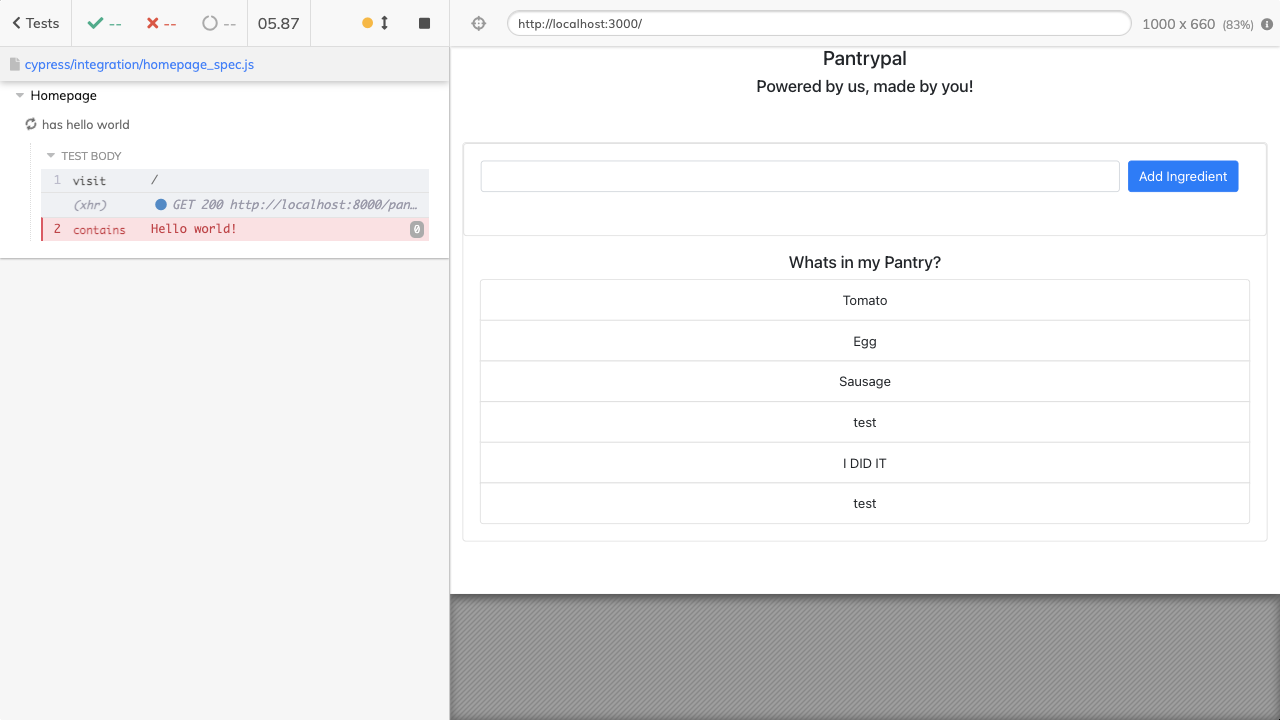 Tests -- -- -- 05.87 http://localhost:3000/ 1000 x 660 (83%)
cypress/integration/homepage_spec.js
Homepage
has hello world
TEST BODY
1 visit /
(xhr) GET 200 http://localhost:8000/pan…
2 contains Hello world! 0
Pantrypal
Powered by us, made by you!
Add Ingredient
Whats in my Pantry?
Tomato
Egg
Sausage
test
I DID IT
test